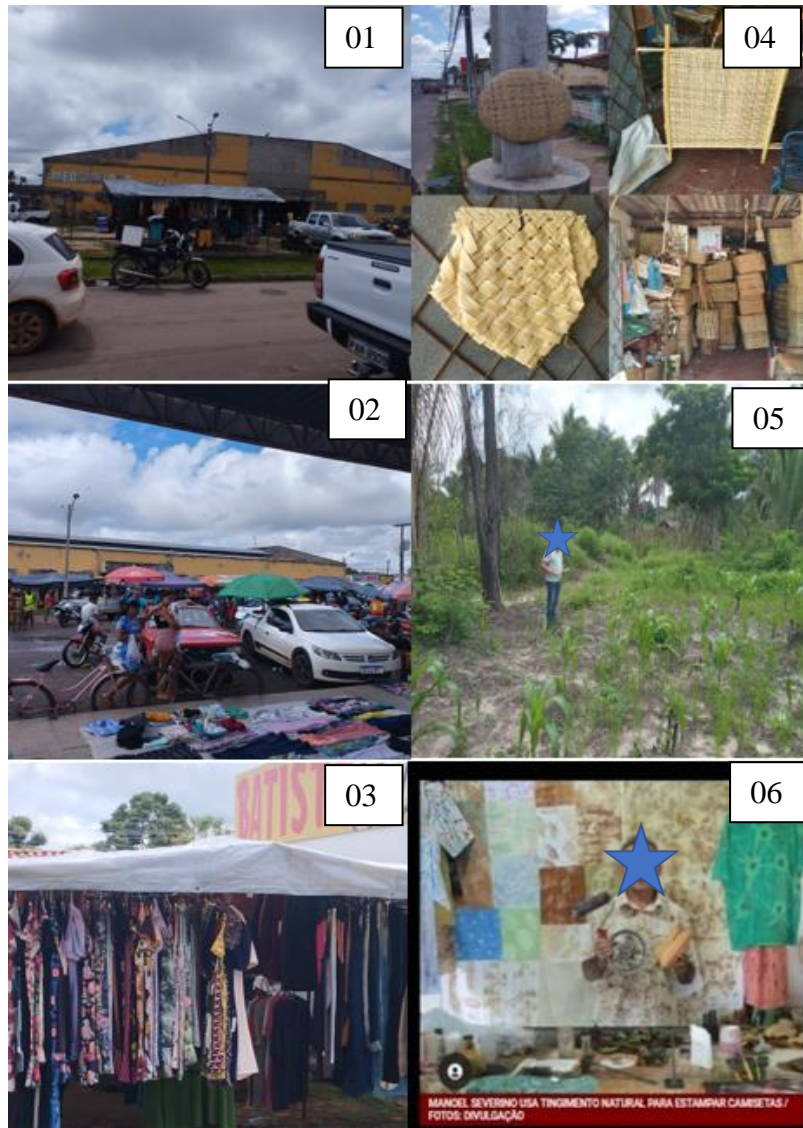 01
04
02
05
03
BATIST
06
MANOEL SEVERINO USA TINGIMENTO NATURAL PARA ESTAMPAR CAMISETAS /
FOTOS: DIVULGAÇÃO